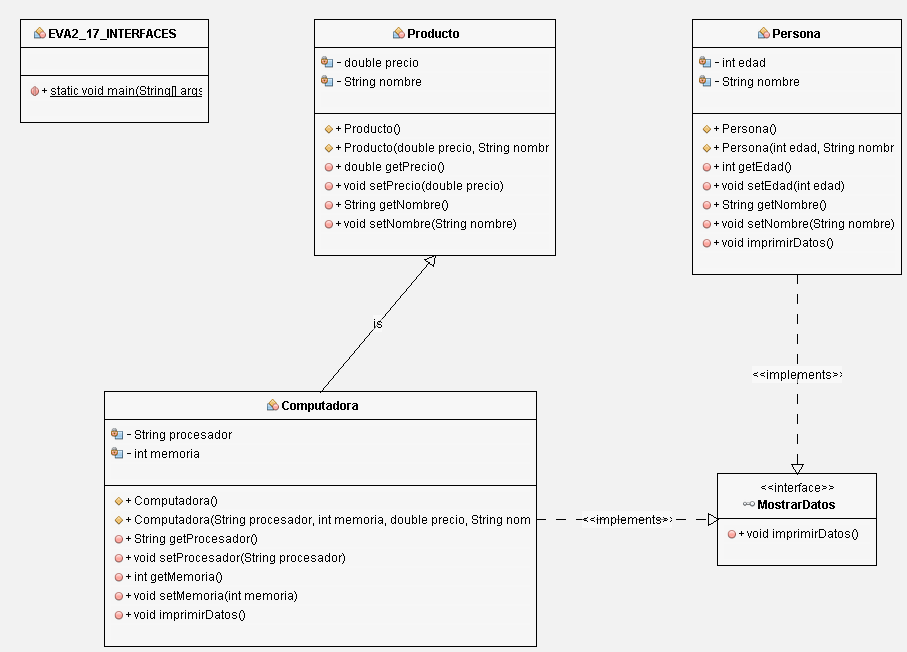 EVA2_17_INTERFACES
+ static void main(String[] args
Producto
- double precio
- String nombre
+ Producto()
+ Producto(double precio, String nombr
+ double getPrecio()
+ void setPrecio(double precio)
+ String getNombre()
+ void setNombre(String nombre)
Persona
- int edad
- String nombre
+ Persona()
+ Persona(int edad, String nombr
+ int getEdad()
+ void setEdad(int edad)
+ String getNombre()
+ void setNombre(String nombre)
+ void imprimirDatos()
is
<<implements>>
Computadora
- String procesador
- int memoria
+ Computadora()
+ Computadora(String procesador, int memoria, double precio, String nom
+ String getProcesador()
+ void setProcesador(String procesador)
+ int getMemoria()
+ void setMemoria(int memoria)
+ void imprimirDatos()
<<implements>>
<<interface>>
MostrarDatos
+ void imprimirDatos()